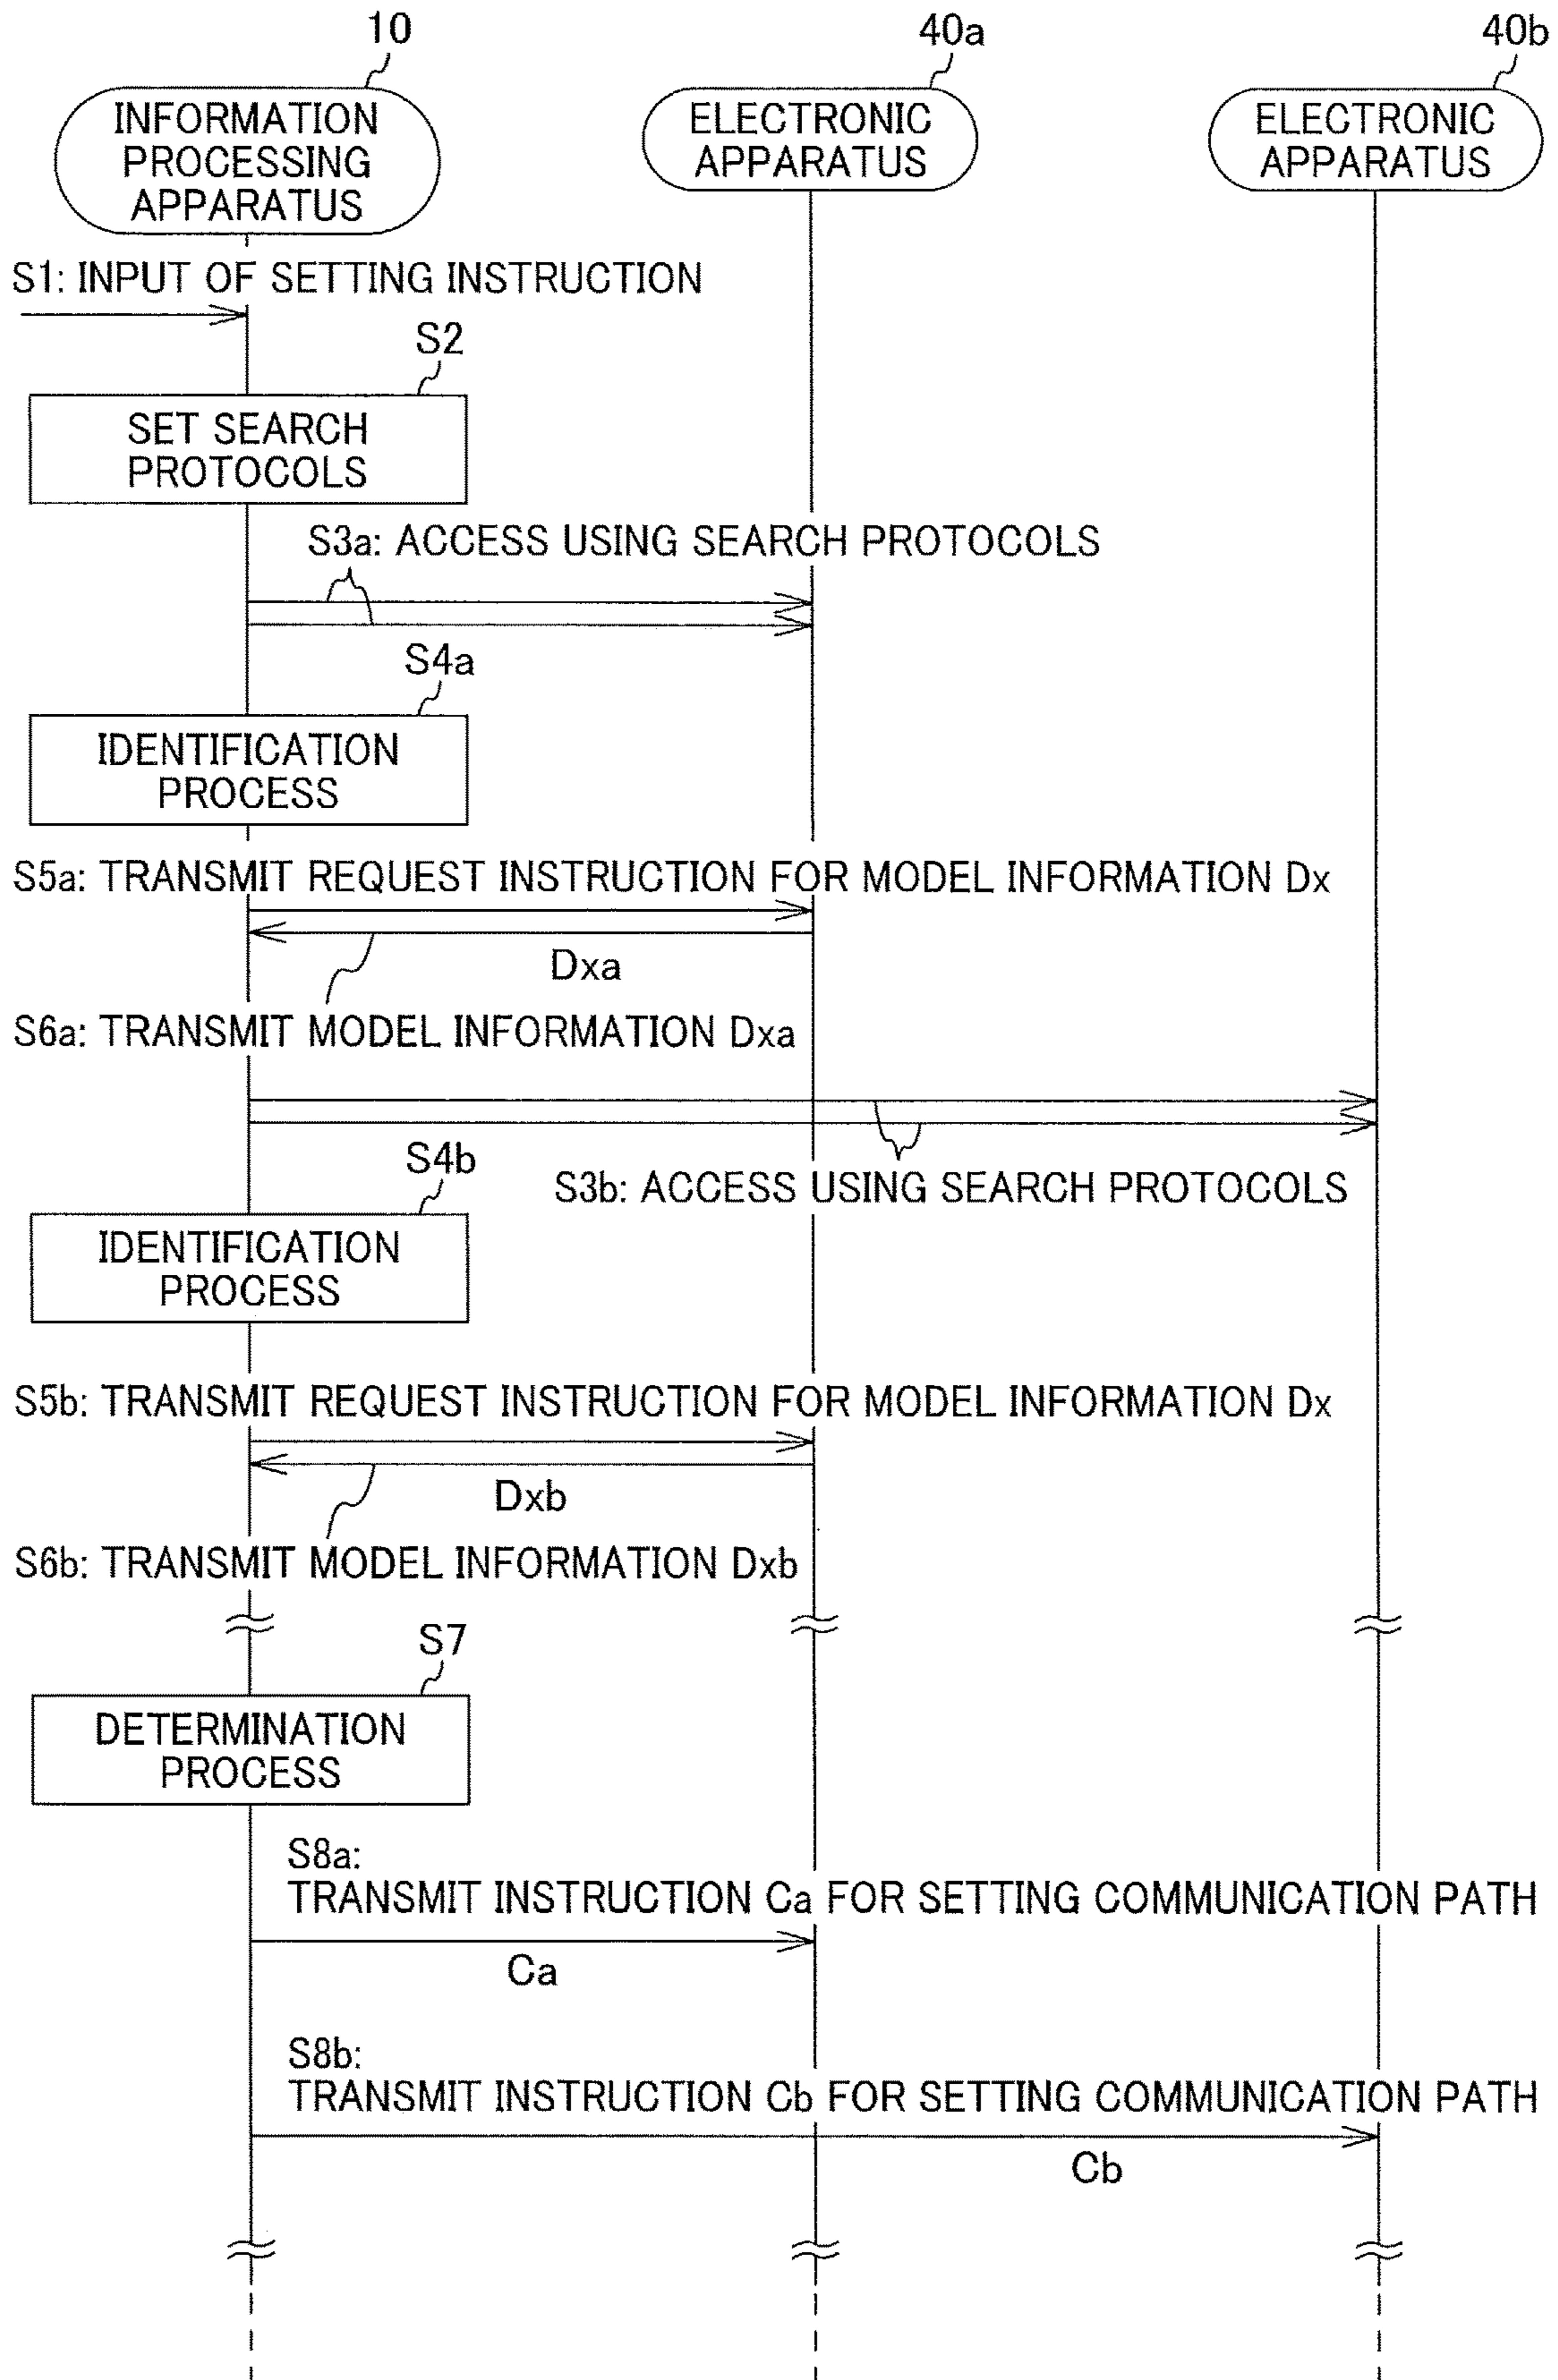 10
40a
40b
INFORMATION
PROCESSING
APPARATUS
ELECTRONIC
APPARATUS
ELECTRONIC
APPARATUS
S1: INPUT OF SETTING INSTRUCTION
S2
SET SEARCH
PROTOCOLS
S3a: ACCESS USING SEARCH PROTOCOLS
S4a
IDENTIFICATION
PROCESS
S5a: TRANSMIT REQUEST INSTRUCTION FOR MODEL INFORMATION Dx
Dxa
S6a: TRANSMIT MODEL INFORMATION Dxa
S4b
S3b: ACCESS USING SEARCH PROTOCOLS
IDENTIFICATION
PROCESS
S5b: TRANSMIT REQUEST INSTRUCTION FOR MODEL INFORMATION Dx
Dxb
S6b: TRANSMIT MODEL INFORMATION Dxb
S7
DETERMINATION
PROCESS
S8a:
TRANSMIT INSTRUCTION Ca FOR SETTING COMMUNICATION PATH
Ca
S8b:
TRANSMIT INSTRUCTION Cb FOR SETTING COMMUNICATION PATH
Cb